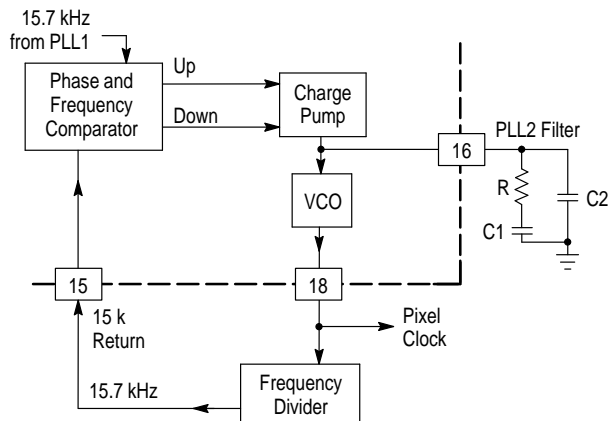 15.7 kHz
from PLL1
Phase and
Frequency
Comparator
Up
Down
Charge
Pump
16
PLL2 Filter
R
C1
C2
VCO
15
18
15 k
Return
Pixel
Clock
15.7 kHz
Frequency
Divider